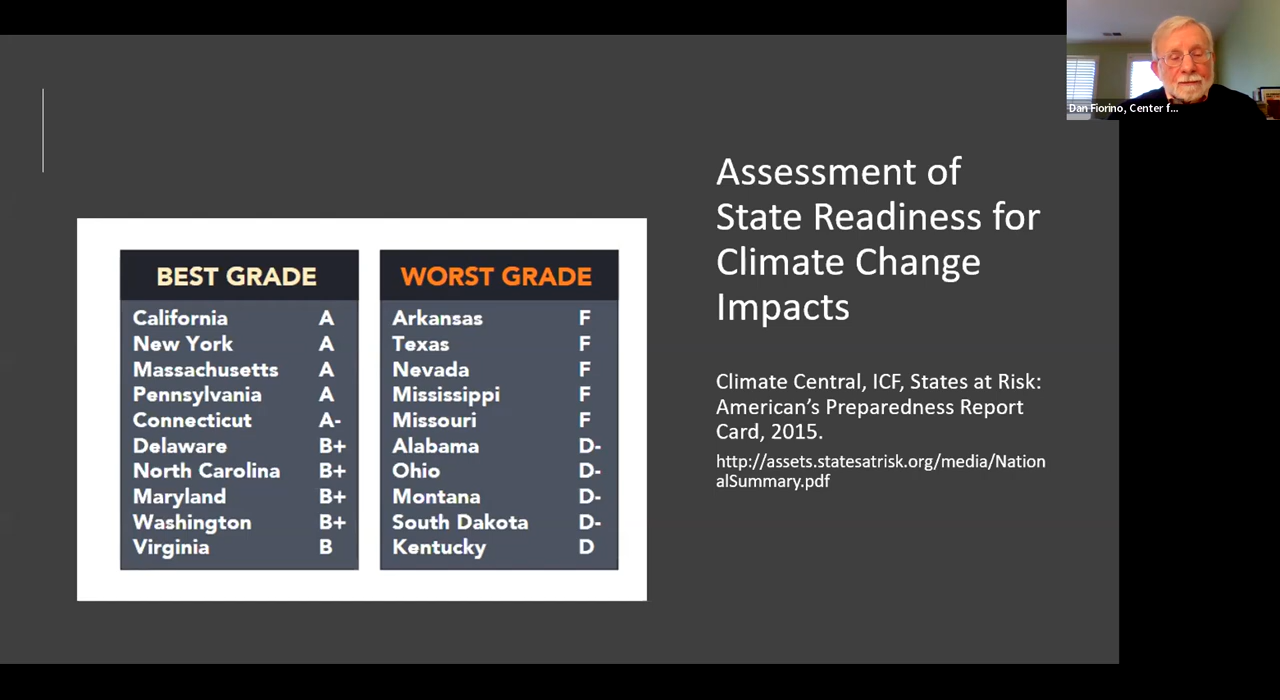 Dan Fiorino, Center f...
Assessment of
State Readiness for
Climate Change
Impacts
Climate Central, ICF, States at Risk:
American's Preparedness Report
Card, 2015.
http://assets.statesatrisk.org/media/Nation
alSummary.pdf
BEST GRADE
California A
New York A
Massachusetts A
Pennsylvania A
Connecticut A-
Delaware B+
North Carolina B+
Maryland B+
Washington B+
Virginia B
WORST GRADE
Arkansas F
Texas F
Nevada F
Mississippi F
Missouri F
Alabama D-
Ohio D-
Montana D-
South Dakota D-
Kentucky D